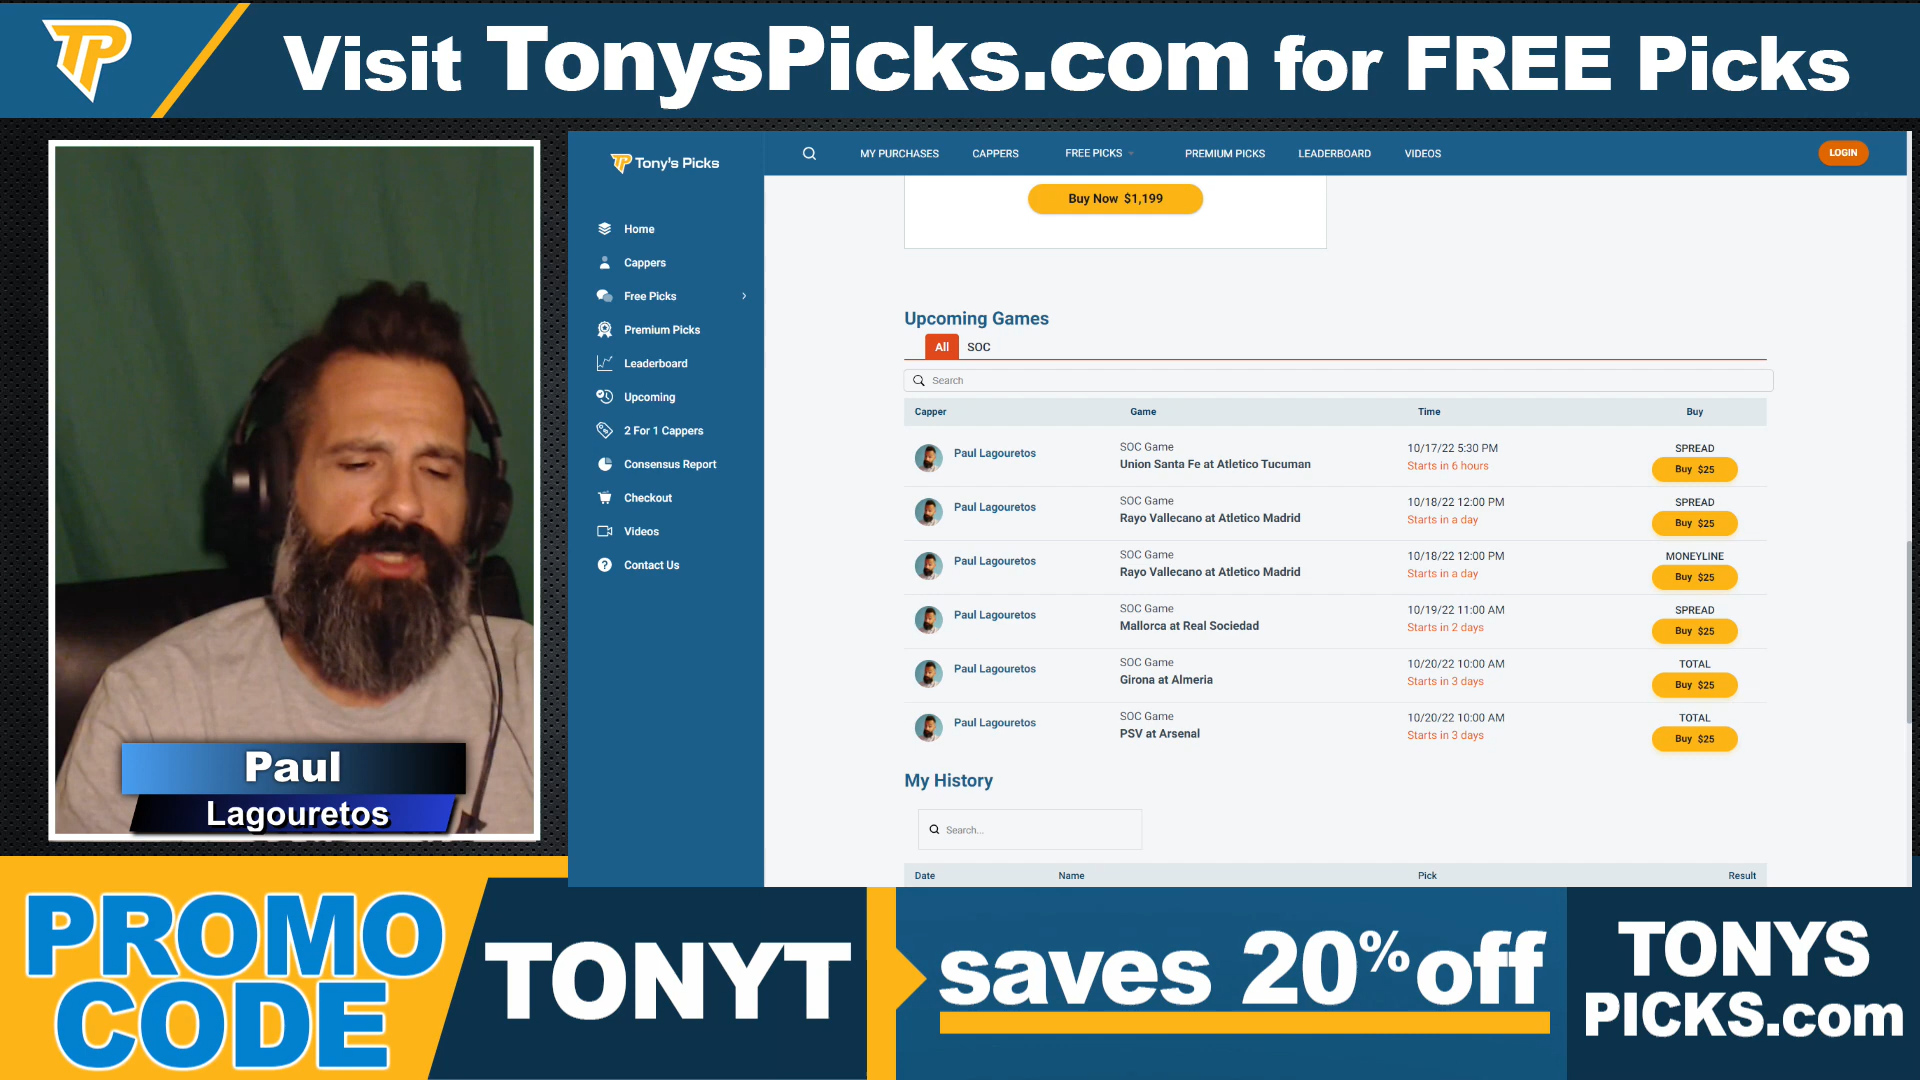 TP
Visit TonysPicks.com for FREE Picks
TP Tony's Picks
MY PURCHASES CAPPERS FREE PICKS PREMIUM PICKS LEADERBOARD VIDEOS LOGIN
Home
Cappers
Free Picks
Premium Picks
Leaderboard
Upcoming
2 For 1 Cappers
Consensus Report
Checkout
Videos
Contact Us
Buy Now $1,199
Upcoming Games
All SOC
Search
Capper Game Time Buy
Paul Lagouretos SOC Game 10/17/22 5:30 PM SPREAD
Union Santa Fe at Atletico Tucuman Starts in 6 hours Buy $25
Paul Lagouretos SOC Game 10/18/22 12:00 PM SPREAD
Rayo Vallecano at Atletico Madrid Starts in a day Buy $25
Paul Lagouretos SOC Game 10/18/22 12:00 PM MONEYLINE
Rayo Vallecano at Atletico Madrid Starts in a day Buy $25
Paul Lagouretos SOC Game 10/19/22 11:00 AM SPREAD
Mallorca at Real Sociedad Starts in 2 days Buy $25
Paul Lagouretos SOC Game 10/20/22 10:00 AM TOTAL
Girona at Almeria Starts in 3 days Buy $25
Paul Lagouretos SOC Game 10/20/22 10:00 AM TOTAL
PSV at Arsenal Starts in 3 days Buy $25
My History
Search...
Date Name Pick Result
Paul
Lagouretos
PROMO
CODE
TONYT
saves 20% off
TONYS
PICKS.com